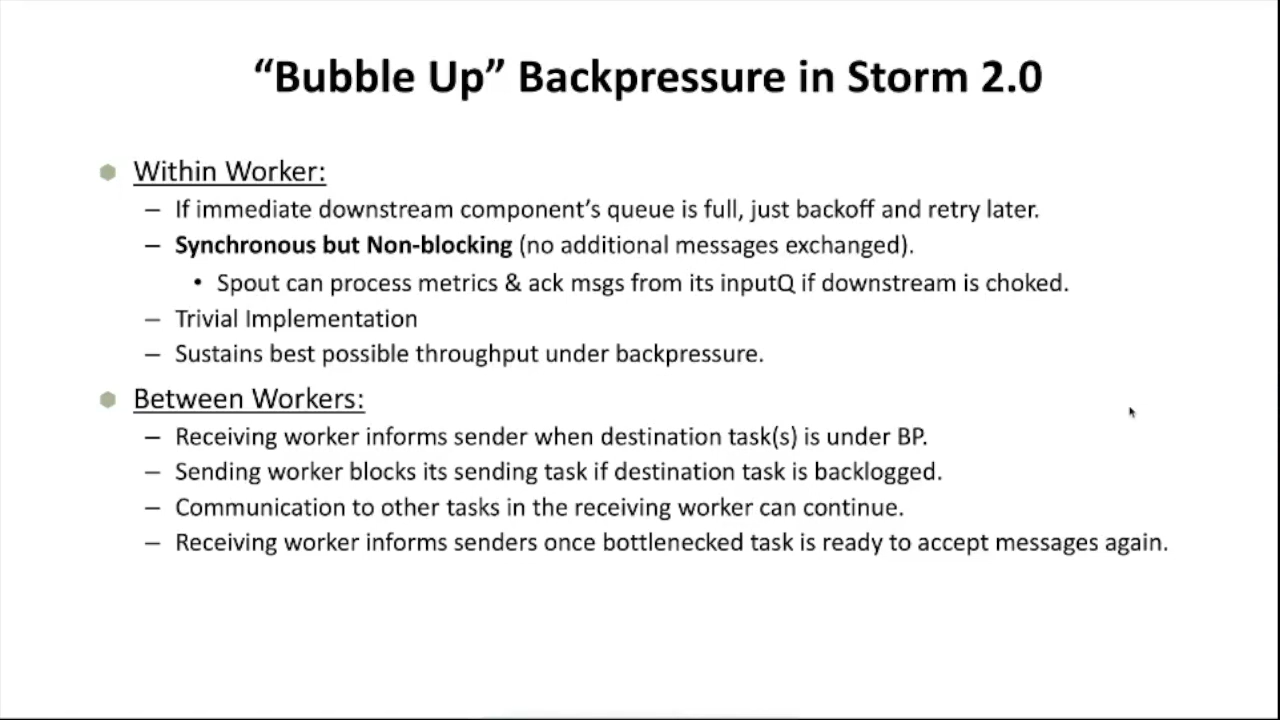 “Bubble Up” Backpressure in Storm 2.0
Within Worker:
– If immediate downstream component’s queue is full, just backoff and retry later.
– Synchronous but Non-blocking (no additional messages exchanged).
• Spout can process metrics & ack msgs from its inputQ if downstream is choked.
– Trivial Implementation
– Sustains best possible throughput under backpressure.
Between Workers:
– Receiving worker informs sender when destination task(s) is under BP.
– Sending worker blocks its sending task if destination task is backlogged.
– Communication to other tasks in the receiving worker can continue.
– Receiving worker informs senders once bottlenecked task is ready to accept messages again.